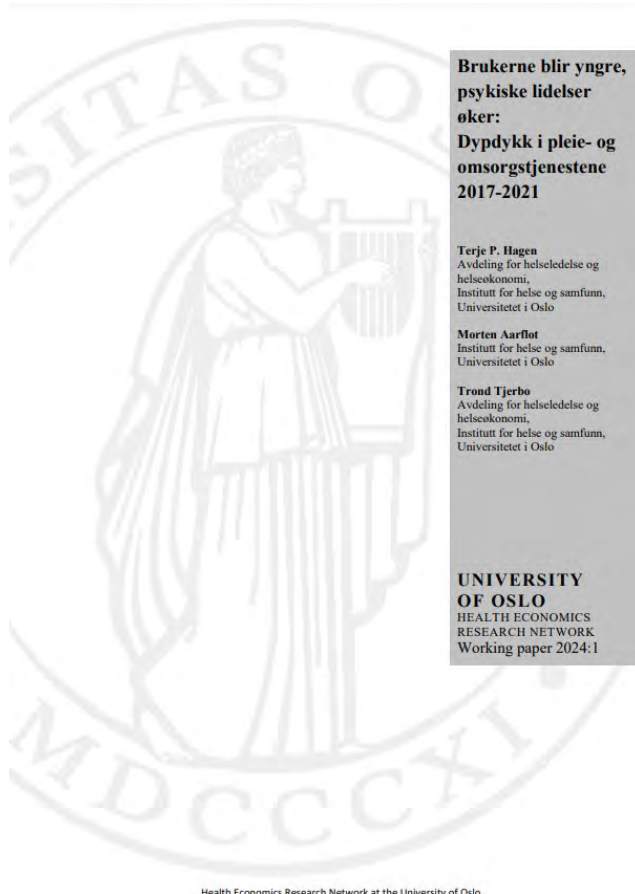 Brukerne blir yngre,
psykiske lidelser
øker:
Dypdykk i pleie- og
omsorgstjenestene
2017-2021
Terje P. Hagen
Avdeling for helseledelse og
helseøkonomi,
Institutt for helse og samfunn,
Universitetet i Oslo
Morten Aarflot
Institutt for helse og samfunn,
Universitetet i Oslo
Trond Tjerbo
Avdeling for helseledelse og
helseøkonomi,
Institutt for helse og samfunn,
Universitetet i Oslo
UNIVERSITY
OF OSLO
HEALTH ECONOMICS
RESEARCH NETWORK
Working paper 2024:1
SITAS O
MDCCCXI
Health Economics Research Network at the University of Oslo